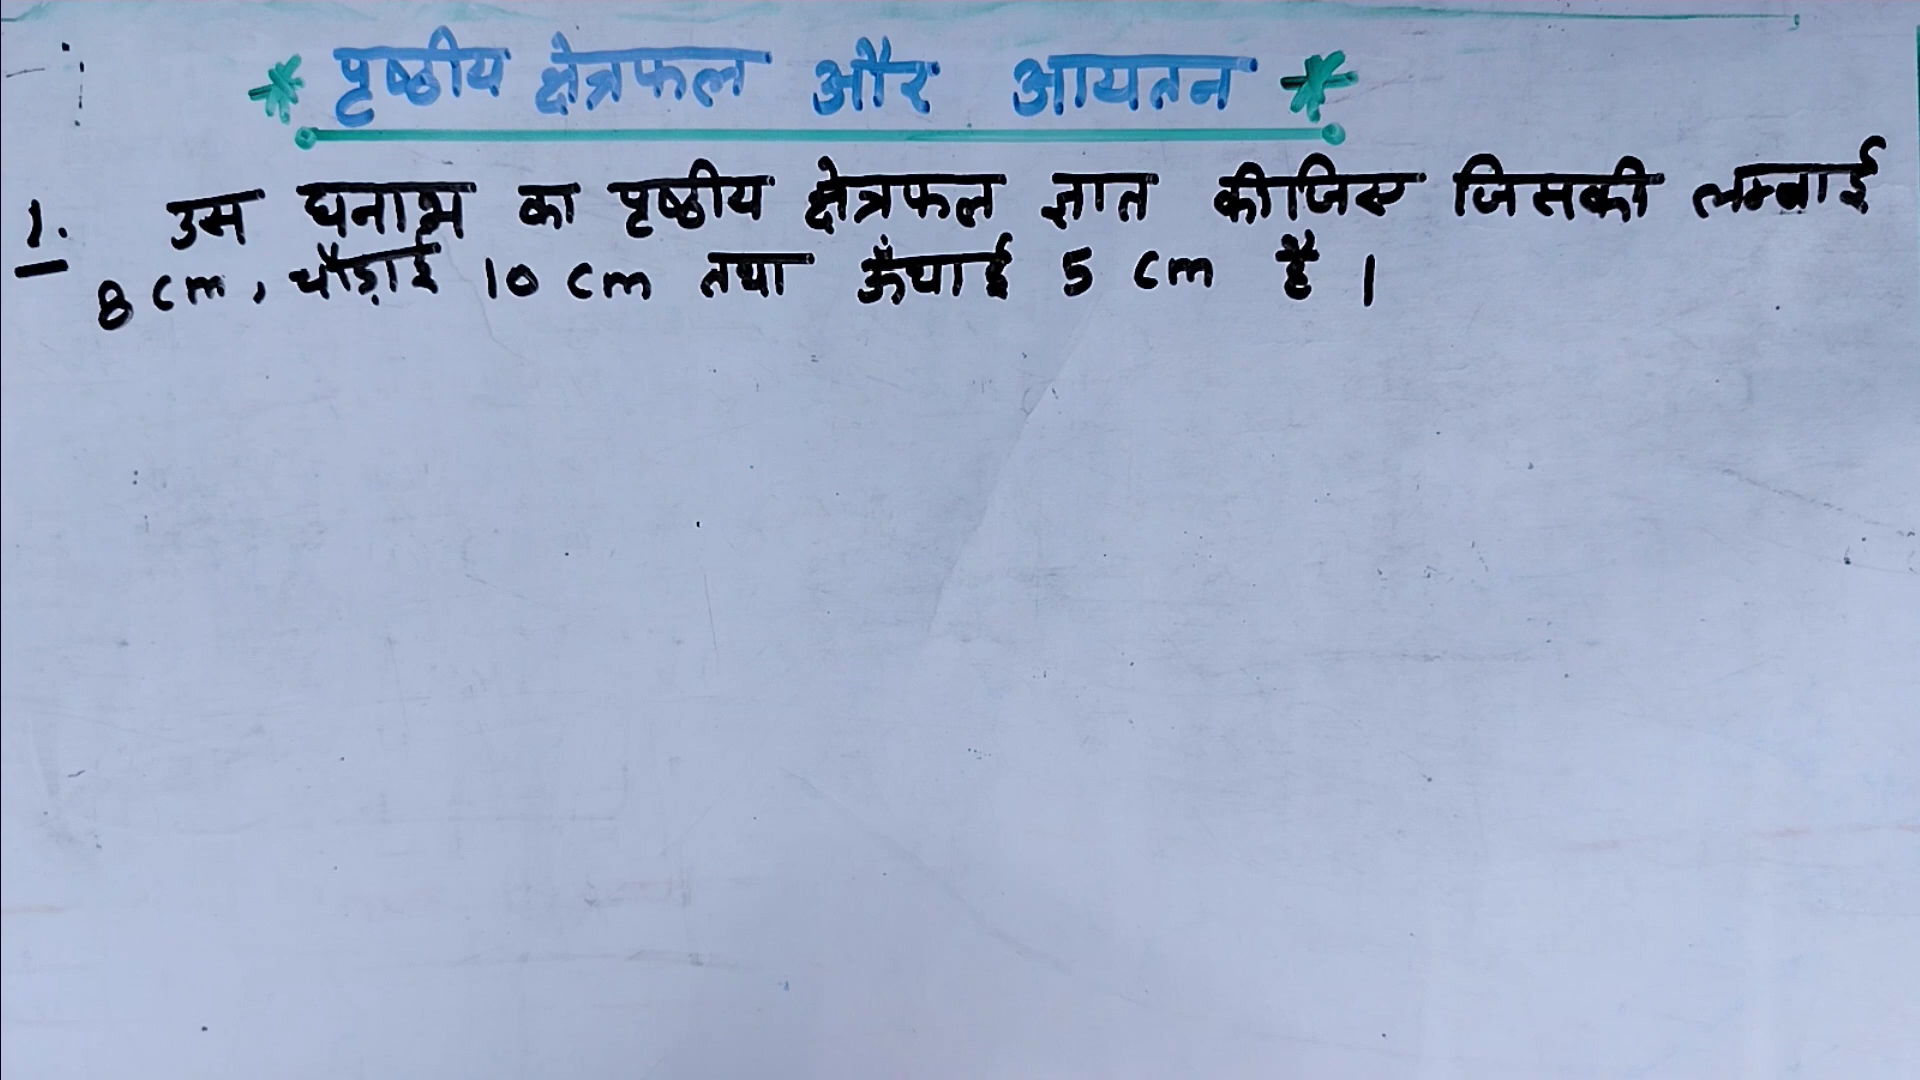 * पृष्ठीय क्षेत्रफल और आयतन *
1. उस घनाभ का पृष्ठीय क्षेत्रफल ज्ञात कीजिए जिसकी लम्बाई
8 cm, चौड़ाई 10 cm तथा ऊँचाई 5 cm है ।